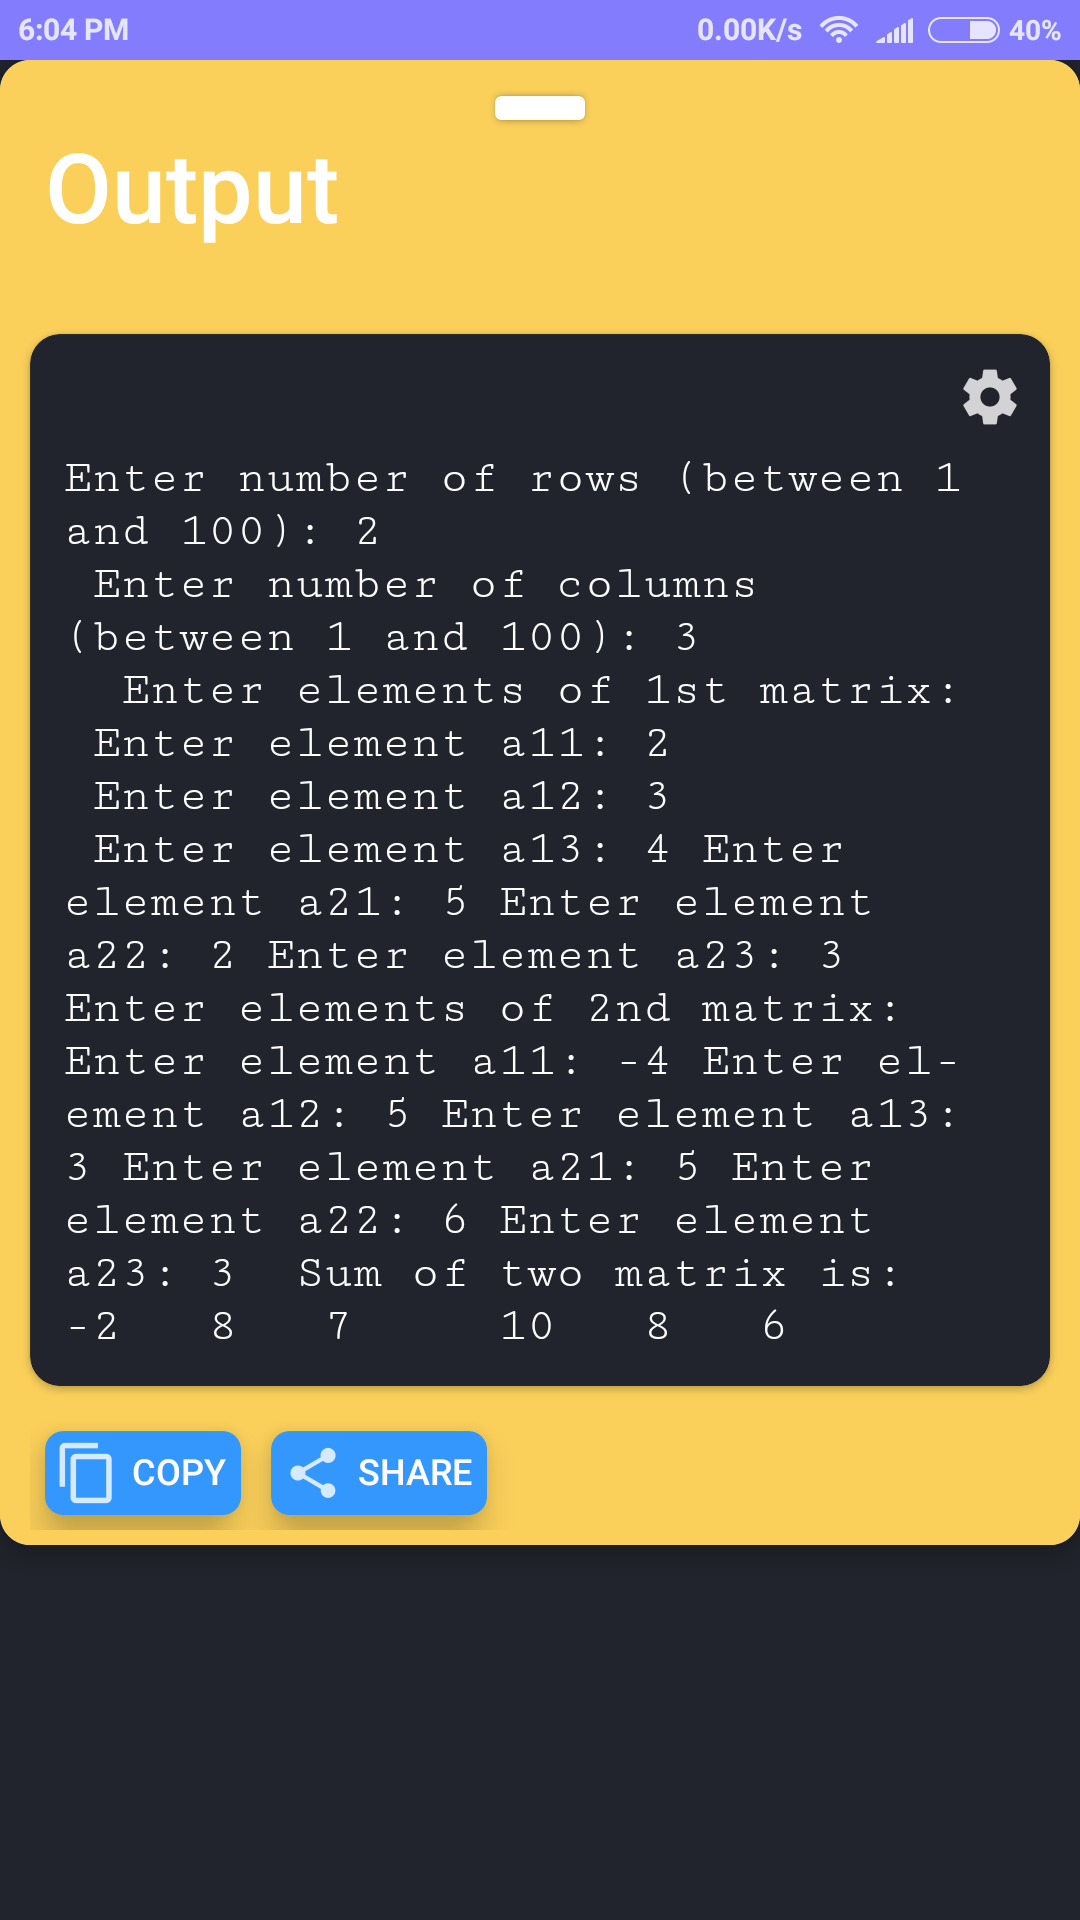 6:04 PM 0.00K/s 40%
Output
Enter number of rows (between 1
and 100): 2
Enter number of columns
(between 1 and 100): 3
Enter elements of 1st matrix:
Enter element a11: 2
Enter element a12: 3
Enter element a13: 4 Enter
element a21: 5 Enter element
a22: 2 Enter element a23: 3
Enter elements of 2nd matrix:
Enter element a11: -4 Enter el-
ement a12: 5 Enter element a13:
3 Enter element a21: 5 Enter
element a22: 6 Enter element
a23: 3  Sum of two matrix is:
-2   8   7     10   8   6
COPY SHARE